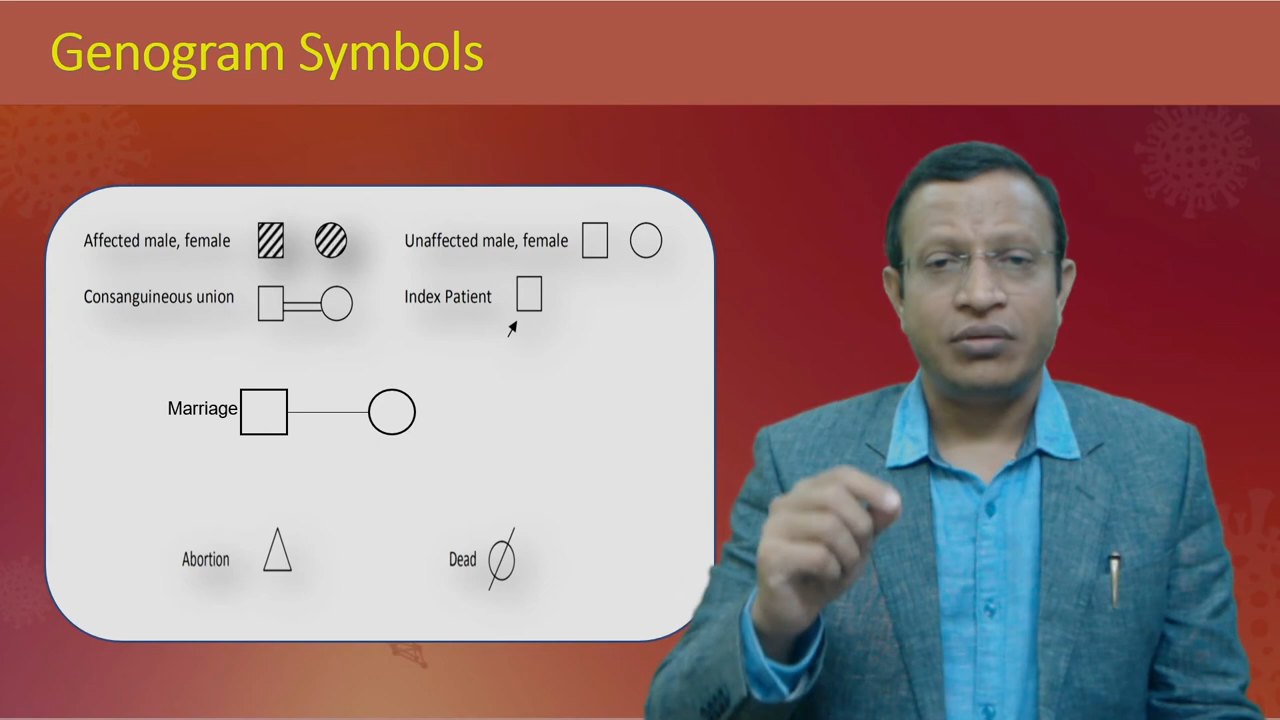 Genogram Symbols
Affected male, female
Unaffected male, female
Consanguineous union
Index Patient
Marriage
Abortion
Dead